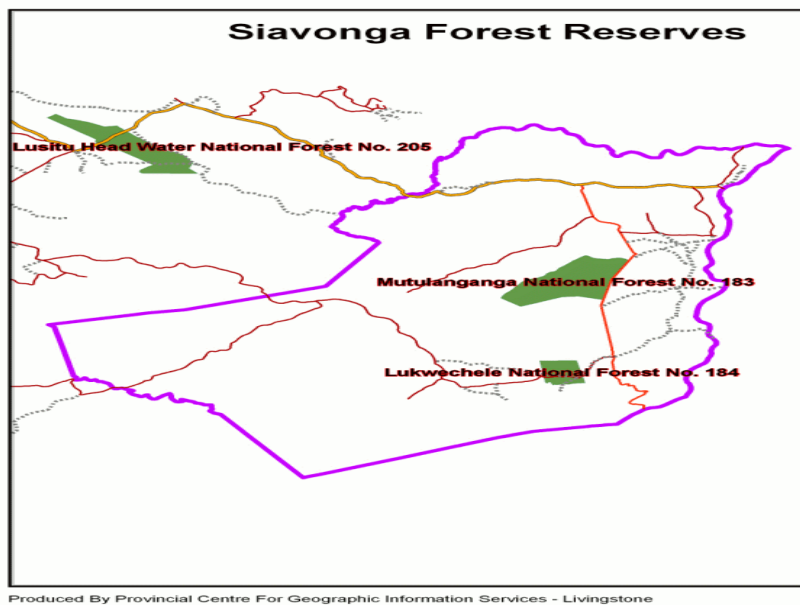 Siavonga Forest Reserves
Lusitu Head Water National Forest No. 205
Mutulanganga National Forest No. 183
Lukwechele National Forest No. 184
Produced By Provincial Centre For Geographic Information Services - Livingstone